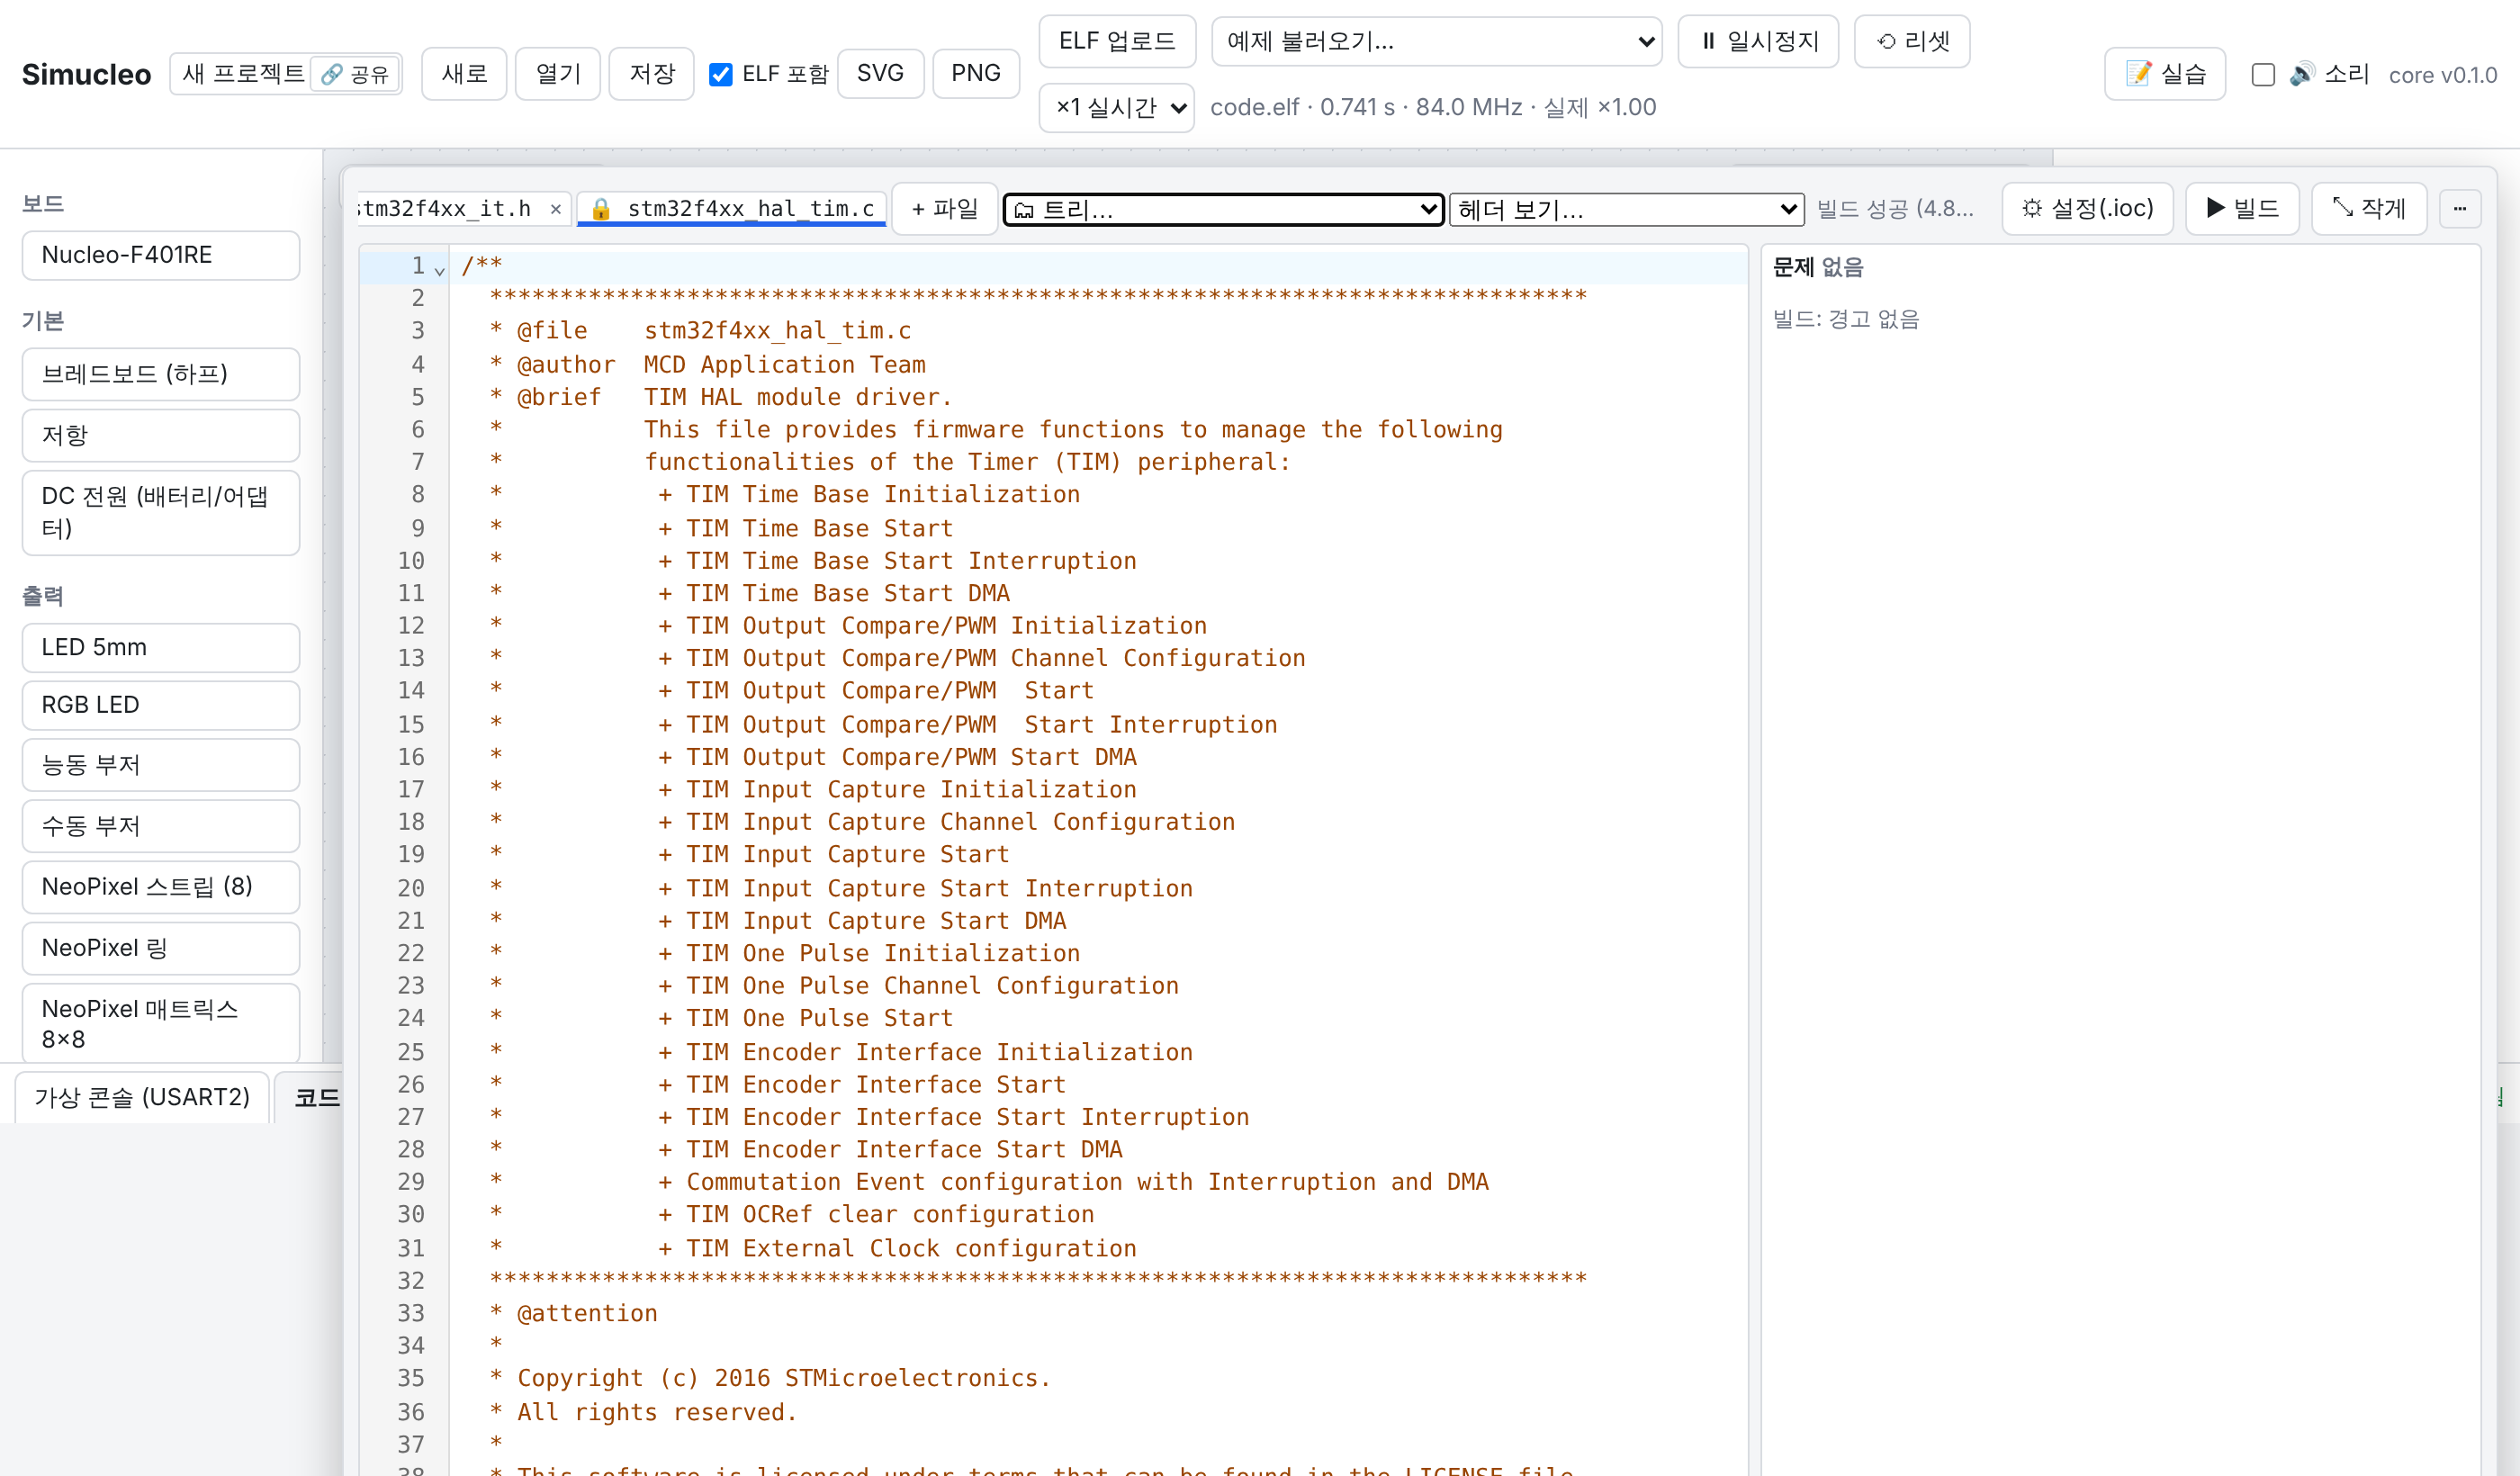 Simucleo
새 프로젝트 🔗 공유
새로
열기
저장
ELF 포함
SVG
PNG
ELF 업로드
예제 불러오기...
⏸ 일시정지
⟲ 리셋
×1 실시간
code.elf · 0.741 s · 84.0 MHz · 실제 ×1.00
📝 실습
🔊 소리
core v0.1.0
보드
Nucleo-F401RE
기본
브레드보드 (하프)
저항
DC 전원 (배터리/어댑
터)
출력
LED 5mm
RGB LED
능동 부저
수동 부저
NeoPixel 스트립 (8)
NeoPixel 링
NeoPixel 매트릭스
8×8
가상 콘솔 (USART2)
코드
stm32f4xx_it.h ×
🔒 stm32f4xx_hal_tim.c
+ 파일
🗂 트리...
헤더 보기...
빌드 성공 (4.8...
⚙ 설정(.ioc)
▶ 빌드
⤡ 작게
⋯
1 /**
2 ******************************************************************************
3 * @file    stm32f4xx_hal_tim.c
4 * @author  MCD Application Team
5 * @brief   TIM HAL module driver.
6 *          This file provides firmware functions to manage the following
7 *          functionalities of the Timer (TIM) peripheral:
8 *           + TIM Time Base Initialization
9 *           + TIM Time Base Start
10 *           + TIM Time Base Start Interruption
11 *           + TIM Time Base Start DMA
12 *           + TIM Output Compare/PWM Initialization
13 *           + TIM Output Compare/PWM Channel Configuration
14 *           + TIM Output Compare/PWM  Start
15 *           + TIM Output Compare/PWM  Start Interruption
16 *           + TIM Output Compare/PWM Start DMA
17 *           + TIM Input Capture Initialization
18 *           + TIM Input Capture Channel Configuration
19 *           + TIM Input Capture Start
20 *           + TIM Input Capture Start Interruption
21 *           + TIM Input Capture Start DMA
22 *           + TIM One Pulse Initialization
23 *           + TIM One Pulse Channel Configuration
24 *           + TIM One Pulse Start
25 *           + TIM Encoder Interface Initialization
26 *           + TIM Encoder Interface Start
27 *           + TIM Encoder Interface Start Interruption
28 *           + TIM Encoder Interface Start DMA
29 *           + Commutation Event configuration with Interruption and DMA
30 *           + TIM OCRef clear configuration
31 *           + TIM External Clock configuration
32 ******************************************************************************
33 * @attention
34 *
35 * Copyright (c) 2016 STMicroelectronics.
36 * All rights reserved.
37 *
38 * This software is licensed under terms that can be found in the LICENSE file
문제 없음
빌드: 경고 없음